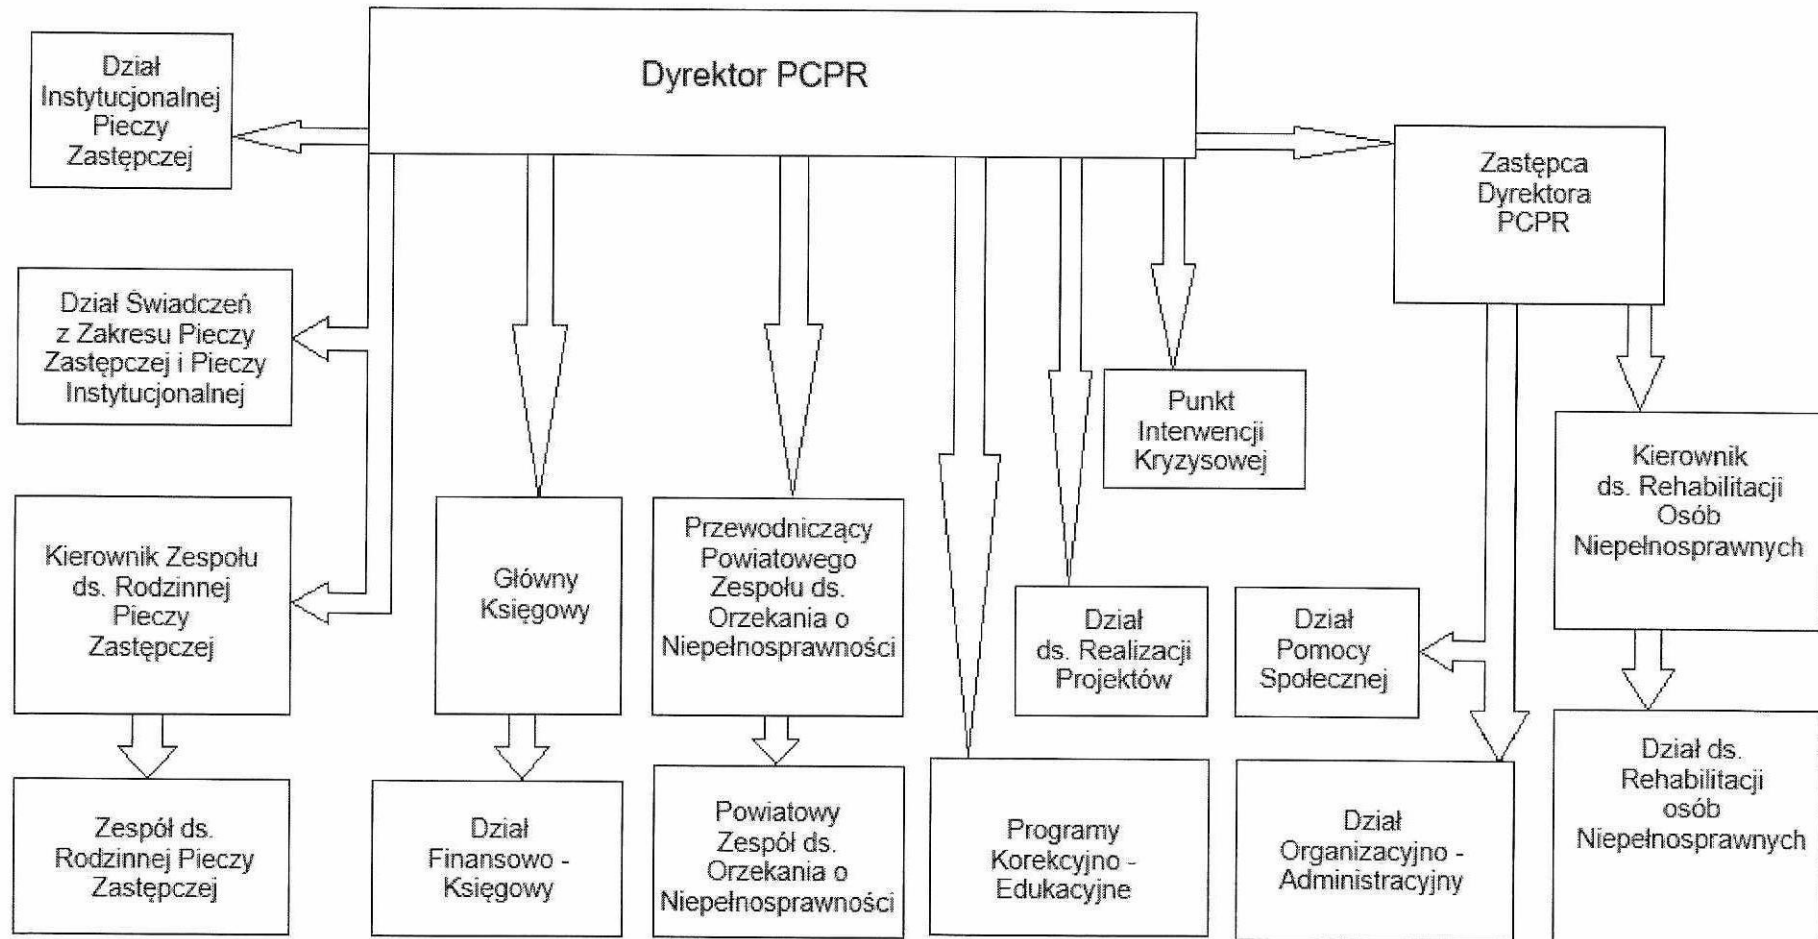 Dyrektor PCPR
Dział
Instytucjonalnej
Pieczy
Zastępczej
Zastępca
Dyrektora
PCPR
Dział Świadczeń
z Zakresu Pieczy
Zastępczej i Pieczy
Instytucjonalnej
Punkt
Interwencji
Kryzysowej
Kierownik
ds. Rehabilitacji
Osób
Niepełnosprawnych
Kierownik Zespołu
ds. Rodzinnej
Pieczy
Zastępczej
Główny
Księgowy
Przewodniczący
Powiatowego
Zespołu ds.
Orzekania o
Niepełnosprawności
Dział
ds. Realizacji
Projektów
Dział
Pomocy
Społecznej
Zespół ds.
Rodzinnej Pieczy
Zastępczej
Dział
Finansowo -
Księgowy
Powiatowy
Zespół ds.
Orzekania o
Niepełnosprawności
Programy
Korekcyjno -
Edukacyjne
Dział
Organizacyjno -
Administracyjny
Dział ds.
Rehabilitacji
osób
Niepełnosprawnych